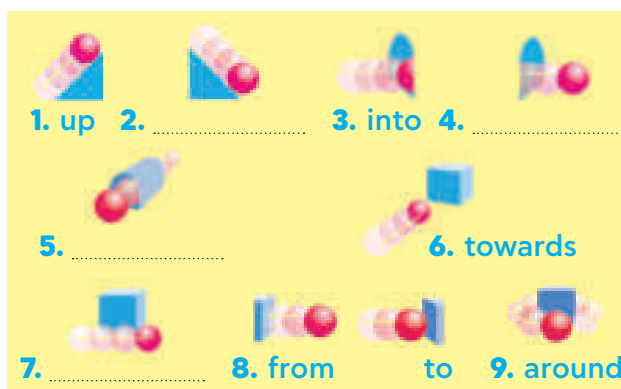 1. up 2. ........................ 3. into 4. ........................
5. ........................ 6. towards
7. ........................ 8. from to 9. around